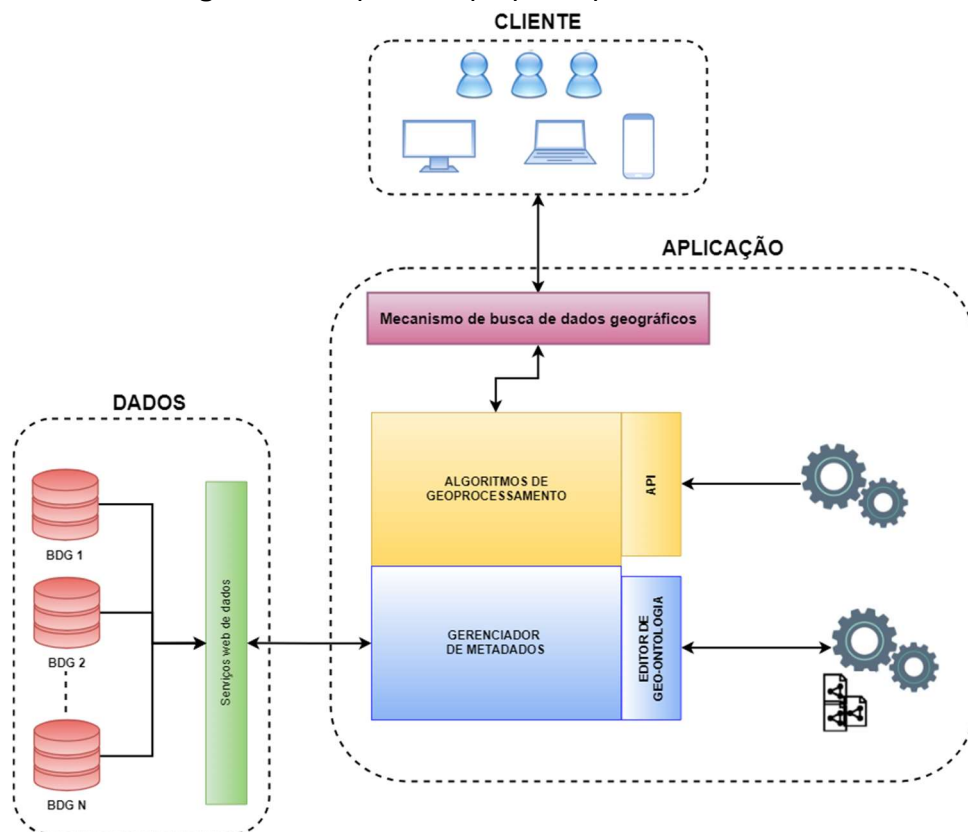 CLIENTE
APLICAÇÃO
Mecanismo de busca de dados geográficos
DADOS
BDG 1
BDG 2
BDG N
Serviços web de dados
ALGORITMOS DE
GEOPROCESSAMENTO
API
GERENCIADOR
DE METADADOS
EDITOR DE
GEO-ONTOLOGIA